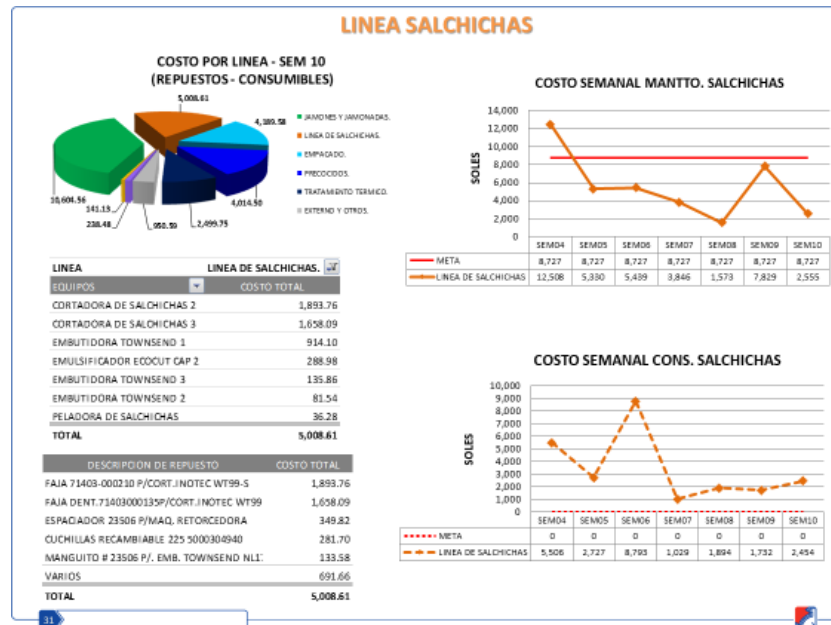 LINEA SALCHICHAS
COSTO POR LINEA - SEM 10
(REPUESTOS - CONSUMIBLES)
5,008.61
4,189.58
4,014.50
2,499.75
950.59
238.48
141.13
10,604.56
JAMONES Y JAMONADAS.
LINEA DE SALCHICHAS.
EMPACADO.
PRECOCIDOS.
TRATAMIENTO TERMICO.
EXTERNO Y OTROS.
LINEA LINEA DE SALCHICHAS.
EQUIPOS COSTO TOTAL
CORTADORA DE SALCHICHAS 2 1,893.76
CORTADORA DE SALCHICHAS 3 1,658.09
EMBUTIDORA TOWNSEND 1 914.10
EMULSIFICADOR ECOCUT CAP 2 288.98
EMBUTIDORA TOWNSEND 3 135.86
EMBUTIDORA TOWNSEND 2 81.54
PELADORA DE SALCHICHAS 36.28
TOTAL 5,008.61
DESCRIPCION DE REPUESTO COSTO TOTAL
FAJA 71403-000210 P/CORT.INOTEC WT99-S 1,893.76
FAJA DENT.71403000135P/CORT.INOTEC WT99 1,658.09
ESPACIADOR 23506 P/MAQ. RETORCEDORA 349.82
CUCHILLAS RECAMBIABLE 225 5000304940 281.70
MANGUITO # 23506 P/. EMB. TOWNSEND 133.58
VARIOS 691.66
TOTAL 5,008.61
31
COSTO SEMANAL MANTTO. SALCHICHAS
SOLES
14,000
12,000
10,000
8,000
6,000
4,000
2,000
0
SEM04 SEM05 SEM06 SEM07 SEM08 SEM09 SEM10
META 8,727 8,727 8,727 8,727 8,727 8,727 8,727
LINEA DE SALCHICHAS 12,508 5,330 5,439 3,846 1,573 7,829 2,555
COSTO SEMANAL CONS. SALCHICHAS
SOLES
10,000
9,000
8,000
7,000
6,000
5,000
4,000
3,000
2,000
1,000
0
SEM04 SEM05 SEM06 SEM07 SEM08 SEM09 SEM10
META 0 0 0 0 0 0 0
LINEA DE SALCHICHAS 5,506 2,727 8,793 1,029 1,894 1,732 2,454